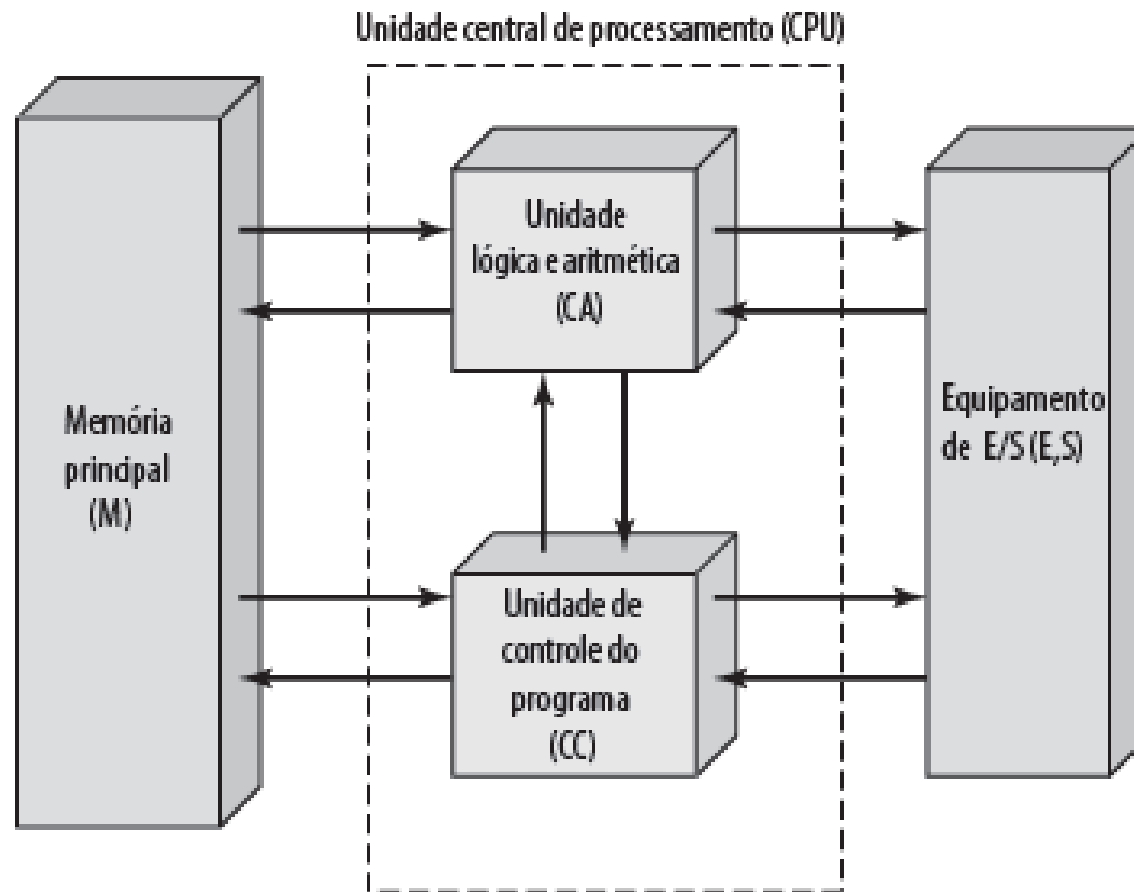 Unidade central de processamento (CPU)
Memória
principal
(M)
Unidade
lógica e aritmética
(CA)
Unidade de
controle do
programa
(CC)
Equipamento
de E/S (E,S)